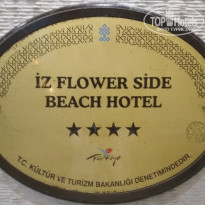 İZ FLOWER SIDE
BEACH HOTEL
Türkiye
T.C. KÜLTÜR VE TURİZM BAKANLIĞI DENETİMİNDEDİR.